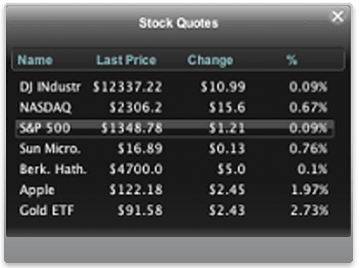 Stock Quotes
Name Last Price Change %
DJ INdustr $12337.22 $10.99 0.09%
NASDAQ $2306.2 $15.6 0.67%
S&P 500 $1348.78 $1.21 0.09%
Sun Micro. $16.89 $0.13 0.76%
Berk. Hath. $4700.0 $5.0 0.1%
Apple $122.18 $2.45 1.97%
Gold ETF $91.58 $2.43 2.73%